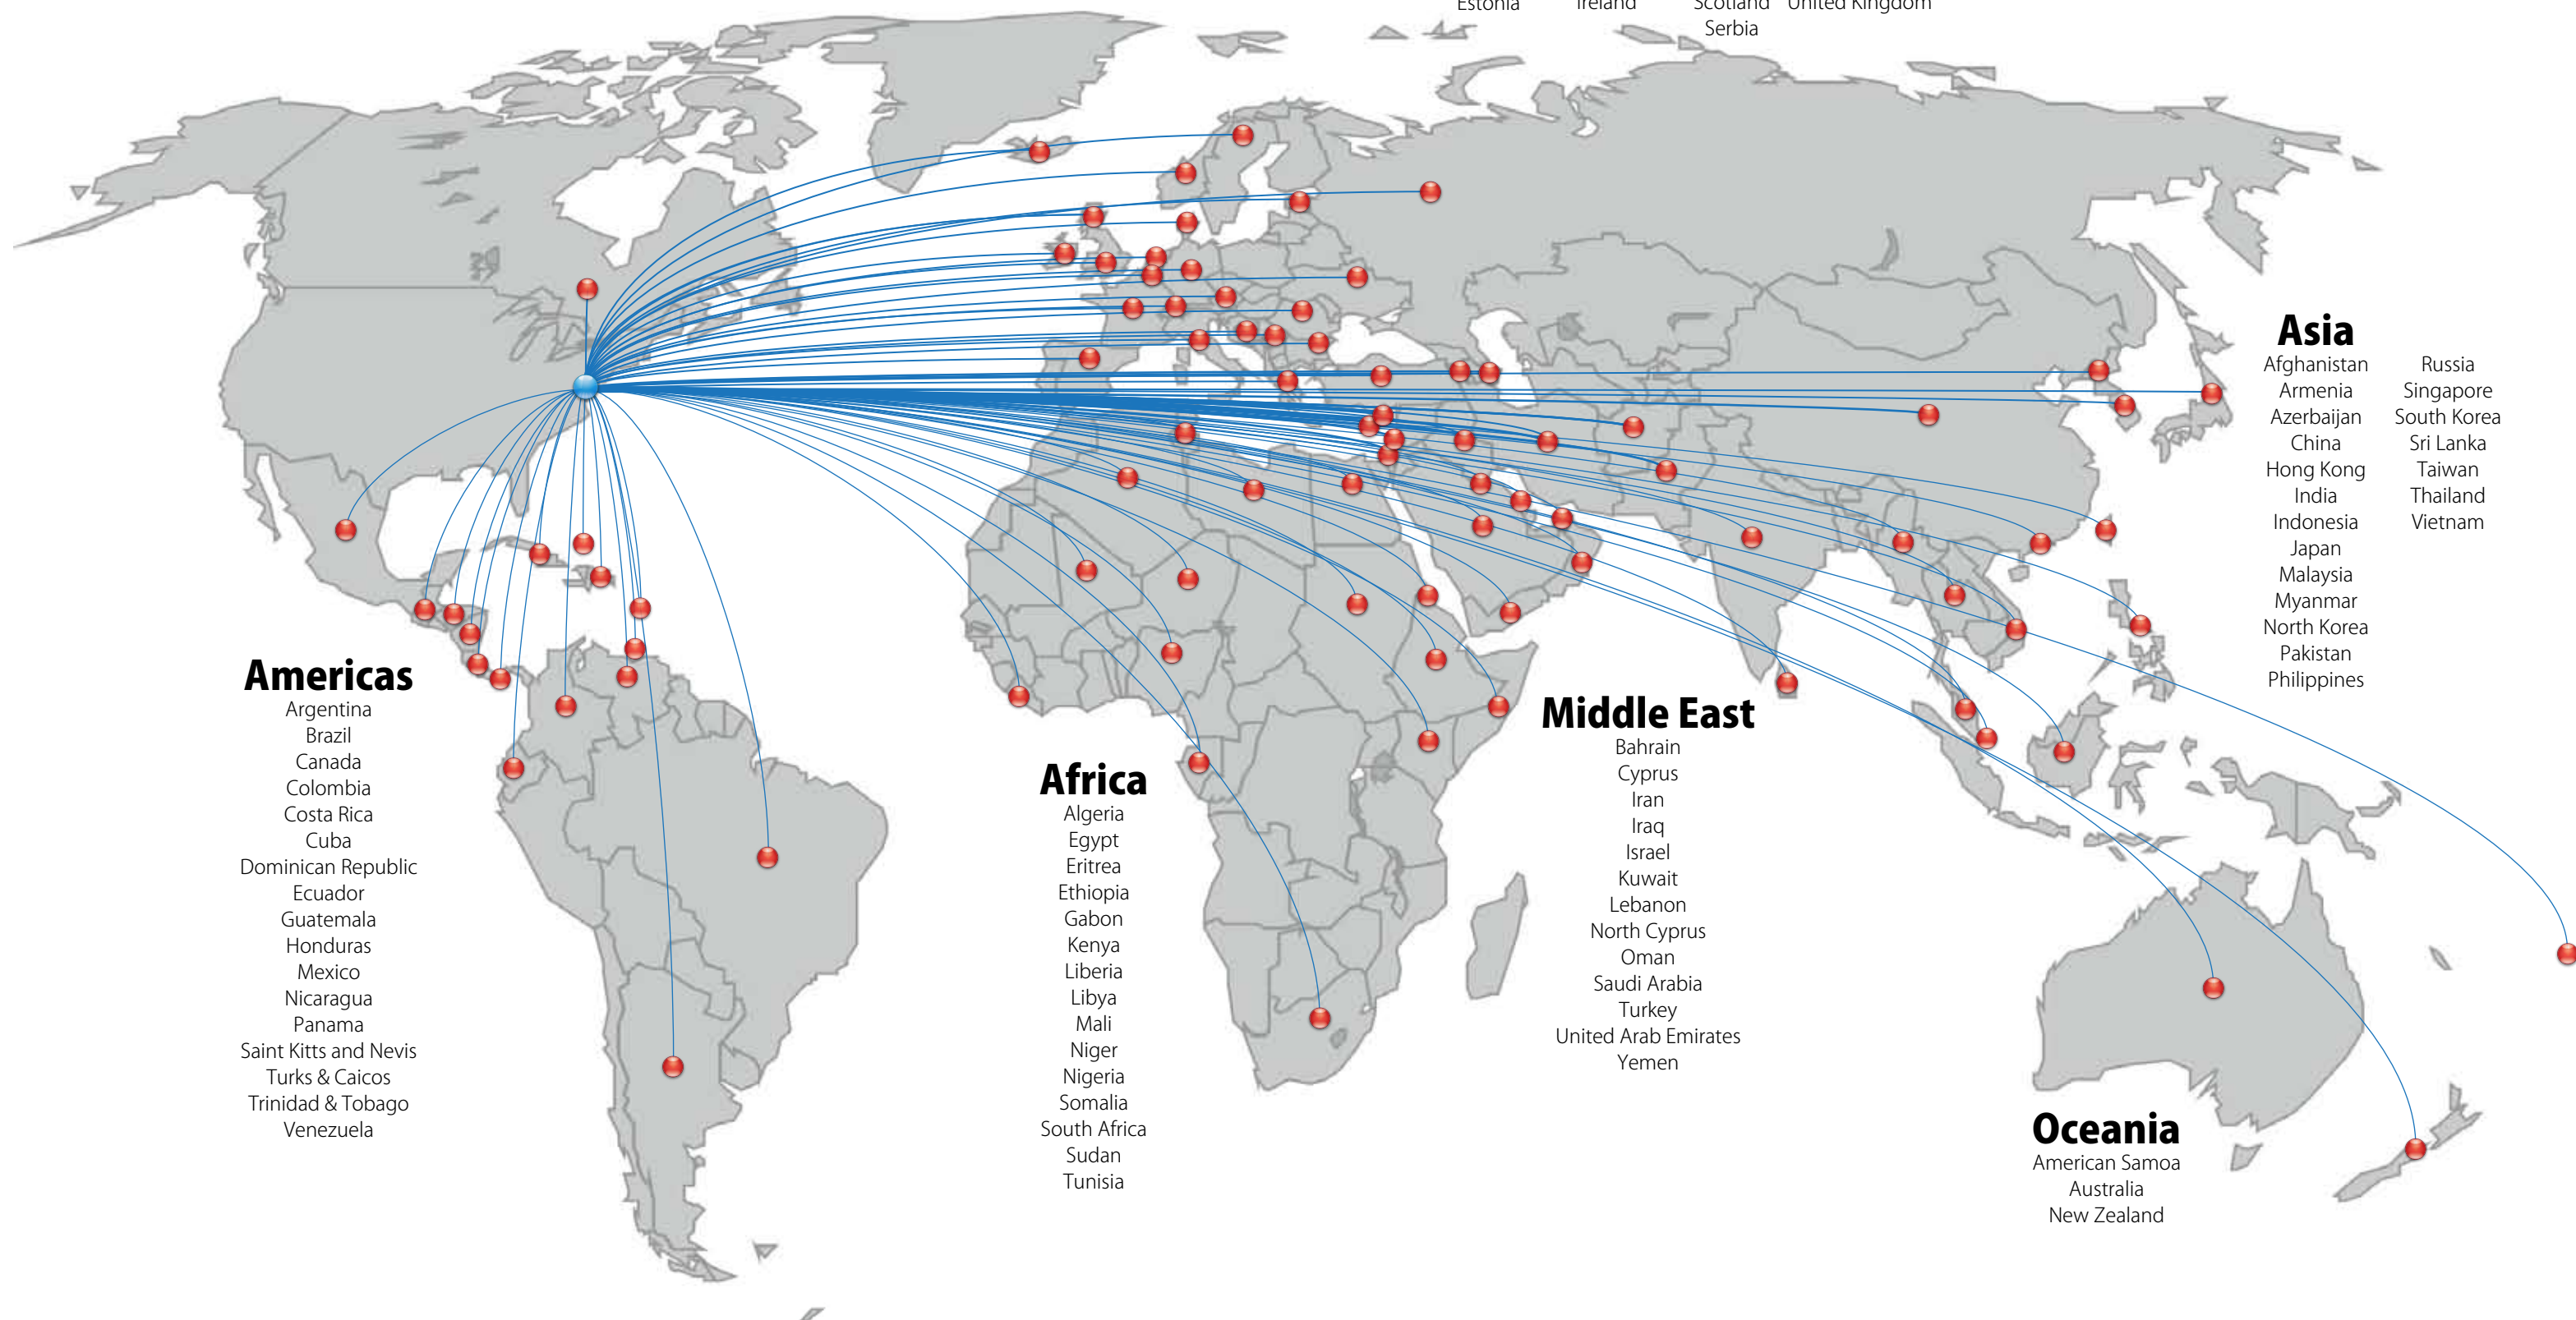 Estonia Ireland Scotland United Kingdom
Serbia
Asia
Afghanistan Russia
Armenia Singapore
Azerbaijan South Korea
China Sri Lanka
Hong Kong Taiwan
India Thailand
Indonesia Vietnam
Japan
Malaysia
Myanmar
North Korea
Pakistan
Philippines
Americas
Argentina
Brazil
Canada
Colombia
Costa Rica
Cuba
Dominican Republic
Ecuador
Guatemala
Honduras
Mexico
Nicaragua
Panama
Saint Kitts and Nevis
Turks & Caicos
Trinidad & Tobago
Venezuela
Africa
Algeria
Egypt
Eritrea
Ethiopia
Gabon
Kenya
Liberia
Libya
Mali
Niger
Nigeria
Somalia
South Africa
Sudan
Tunisia
Middle East
Bahrain
Cyprus
Iran
Iraq
Israel
Kuwait
Lebanon
North Cyprus
Oman
Saudi Arabia
Turkey
United Arab Emirates
Yemen
Oceania
American Samoa
Australia
New Zealand